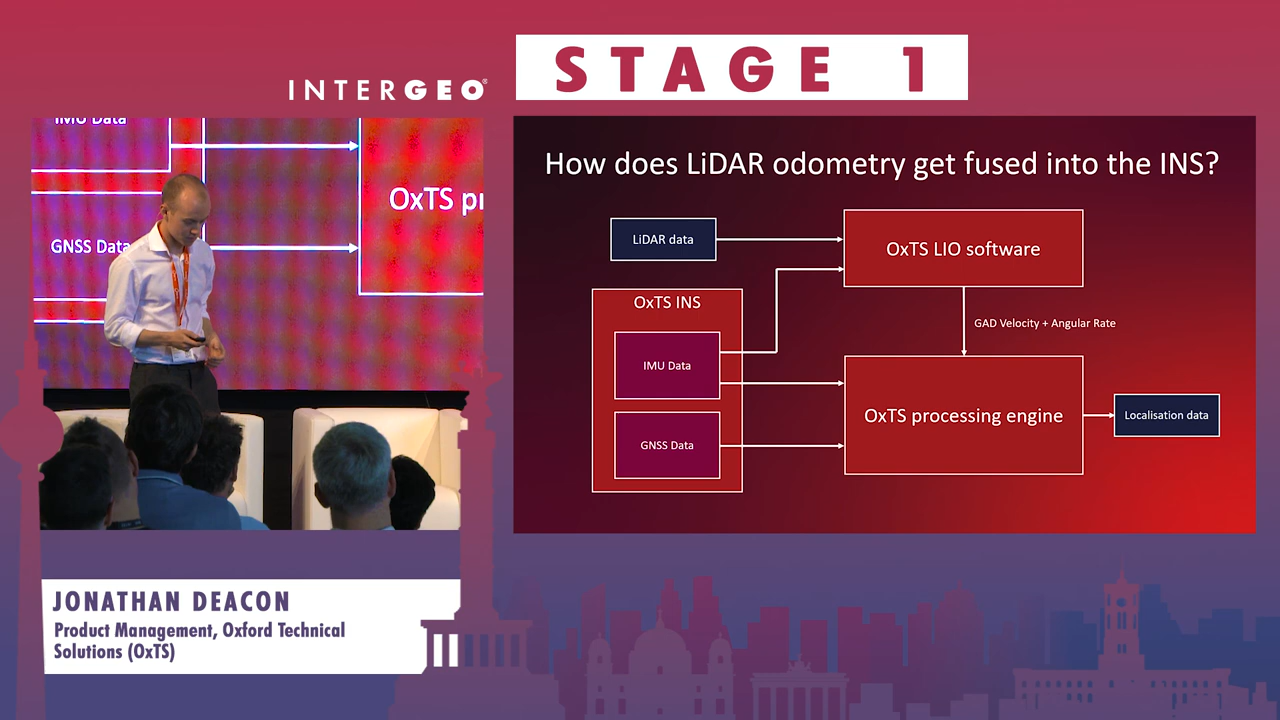 STAGE 1
INTERGEO®
IMU Data
OxTS
GNSS Data
How does LiDAR odometry get fused into the INS?
LiDAR data
OxTS LIO software
OxTS INS
GAD Velocity + Angular Rate
IMU Data
OxTS processing engine
Localisation data
GNSS Data
JONATHAN DEACON
Product Management, Oxford Technical
Solutions (OxTS)